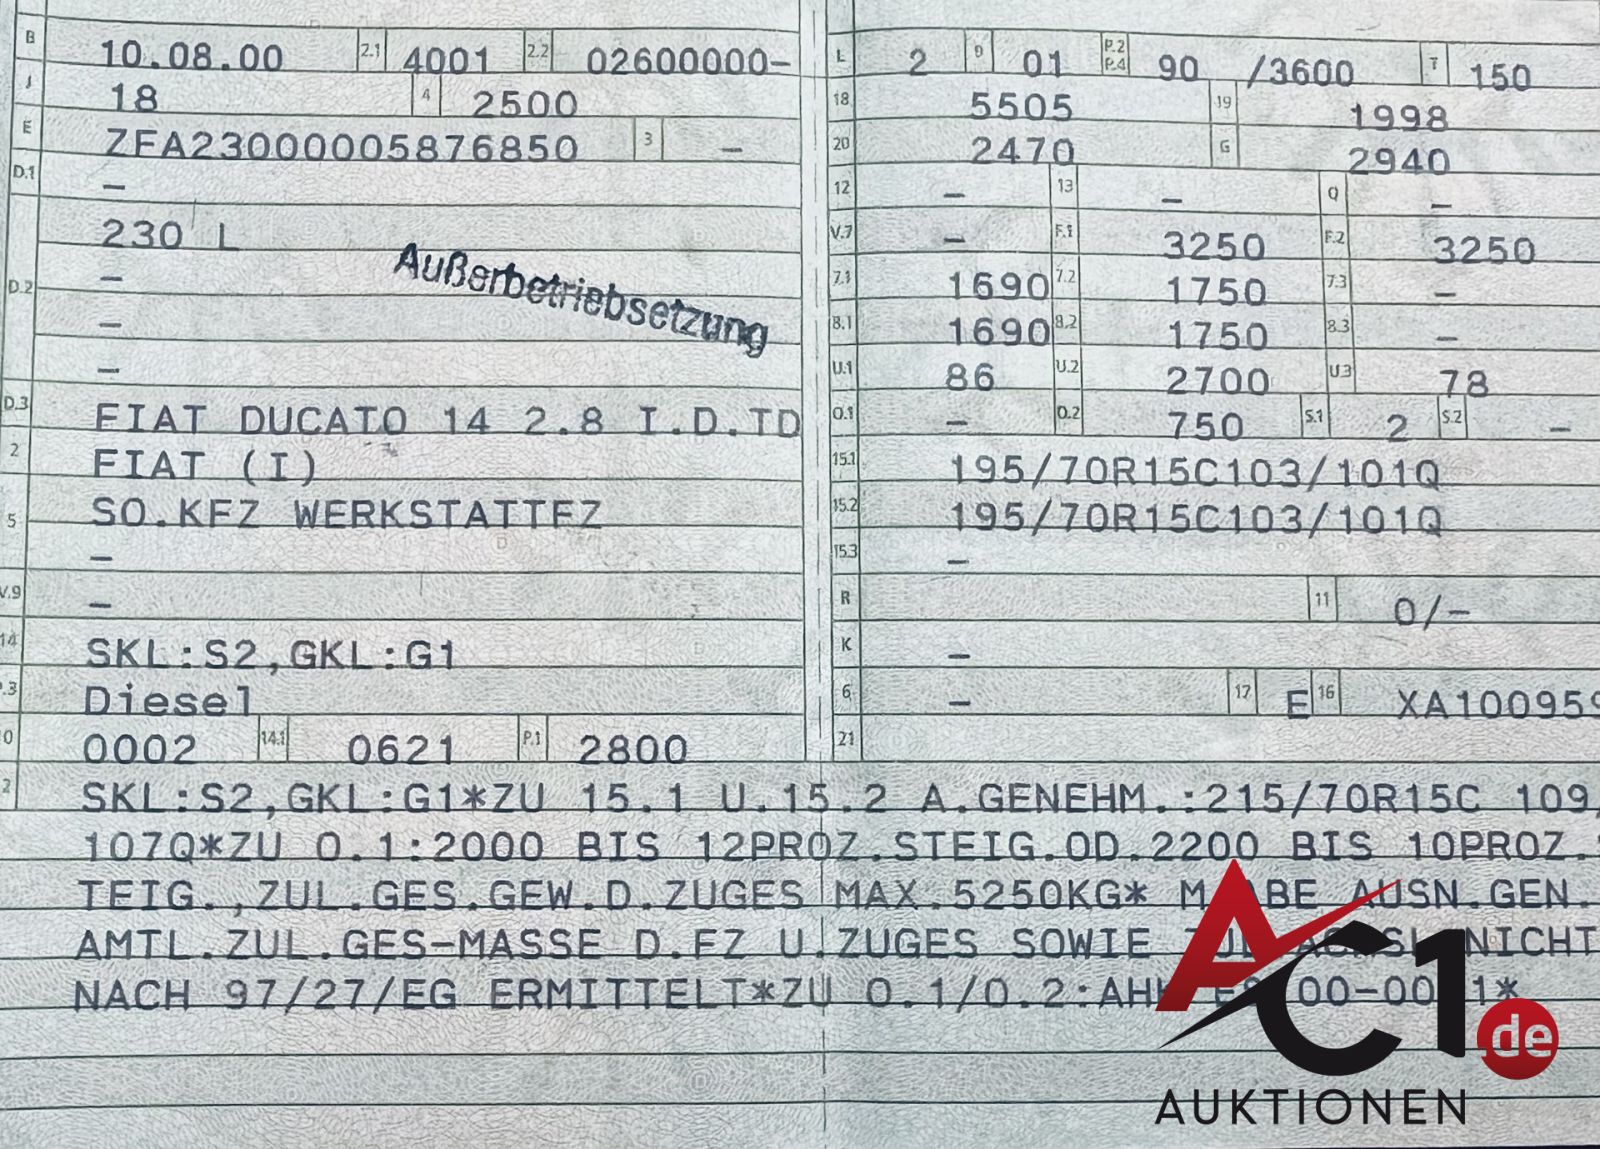 B 10.08.00 2.1 4001 2.2 02600000-
J 18 4 2500
E ZFA23000005876850 3 –
D.1 –
230 L
D.2 –
–
–
Außerbetriebsetzung
D.3 FIAT DUCATO 14 2.8 I.D.TD
2 FIAT (I)
5 SO.KFZ WERKSTATTFZ
–
V.9 –
14 SKL:S2,GKL:G1
P.3 Diesel
10 0002 14.1 0621 P.1 2800
L 2 9 01 P.2 P.4 90 /3600 T 150
18 5505 19 1998
20 2470 G 2940
12 – 13 – Q –
V.7 – F.1 3250 F.2 3250
7.1 1690 7.2 1750 7.3 –
8.1 1690 8.2 1750 8.3 –
U.1 86 U.2 2700 U.3 78
O.1 – O.2 750 S.1 2 S.2 –
15.1 195/70R15C103/101Q
15.2 195/70R15C103/101Q
15.3 –
R 11 0/–
K –
6 – 17 E 16 XA100959
21
2 SKL:S2,GKL:G1*ZU 15.1 U.15.2 A.GENEHM.:215/70R15C 109/
107Q*ZU O.1:2000 BIS 12PROZ.STEIG.OD.2200 BIS 10PROZ.S
TEIG.,ZUL.GES.GEW.D.ZUGES MAX.5250KG* AUSN.GEN.
AMTL.ZUL.GES-MASSE D.FZ U.ZUGES SOWIE NICHT
NACH 97/27/EG ERMITTELT*ZU O.1/O.2:
AC1.de
AUKTIONEN